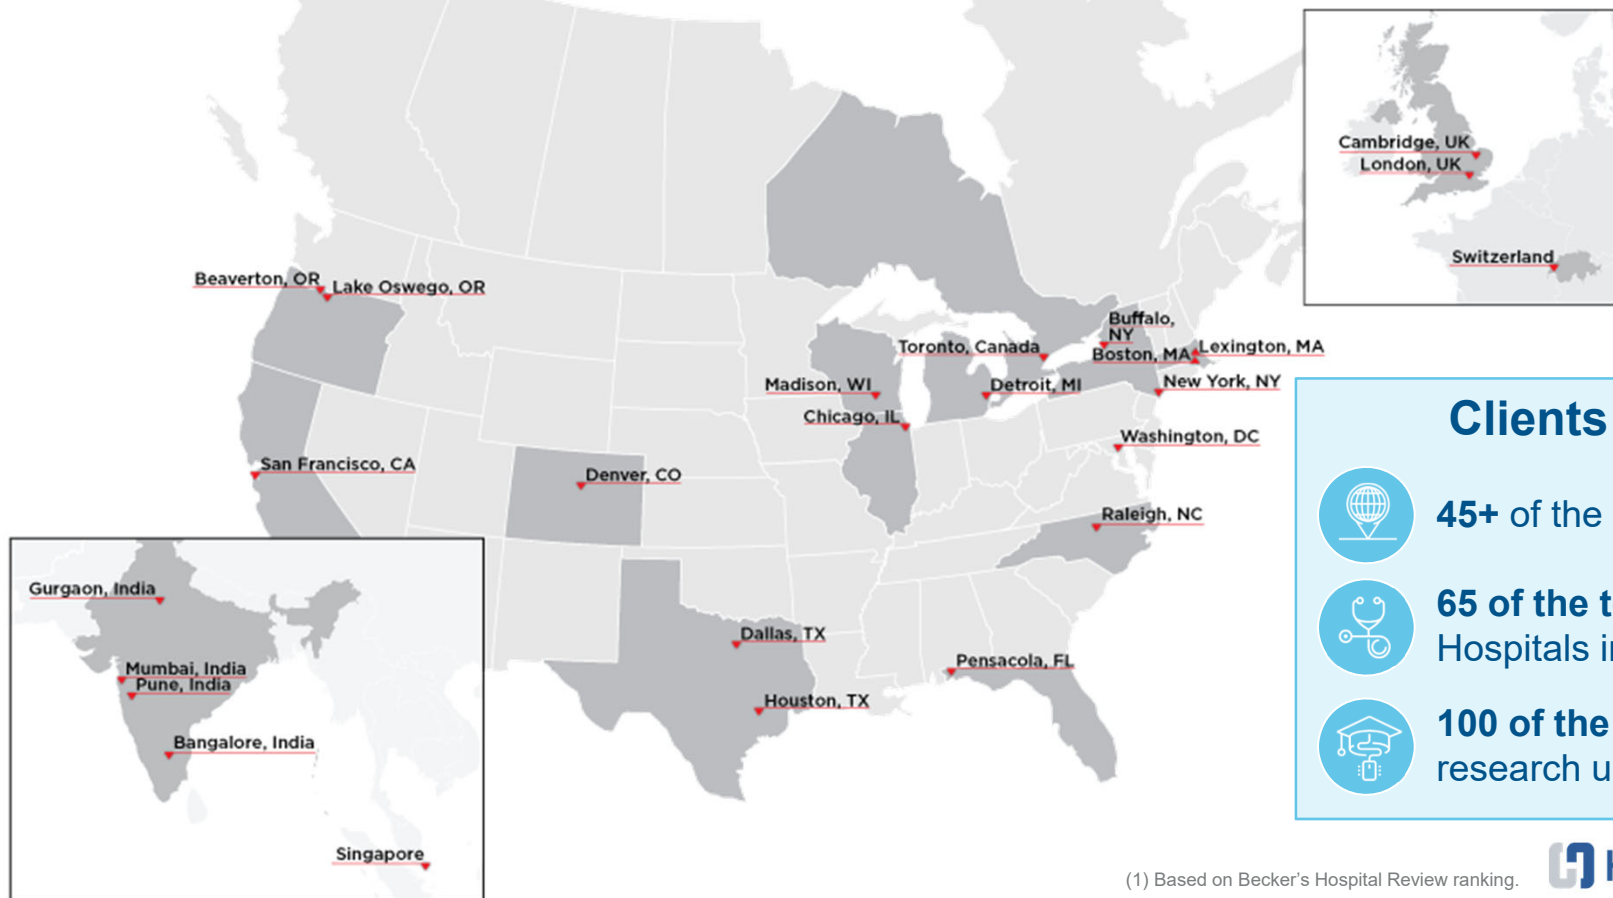 Cambridge, UK
London, UK
Switzerland
Beaverton, OR
Lake Oswego, OR
Buffalo,
NY
Toronto, Canada
Boston, MA
Lexington, MA
Madison, WI
Detroit, MI
New York, NY
Chicago, IL
Washington, DC
San Francisco, CA
Denver, CO
Raleigh, NC
Dallas, TX
Pensacola, FL
Houston, TX
Gurgaon, India
Mumbai, India
Pune, India
Bangalore, India
Singapore
Clients
45+ of the
65 of the t
Hospitals i
100 of the
research u
(1) Based on Becker's Hospital Review ranking.